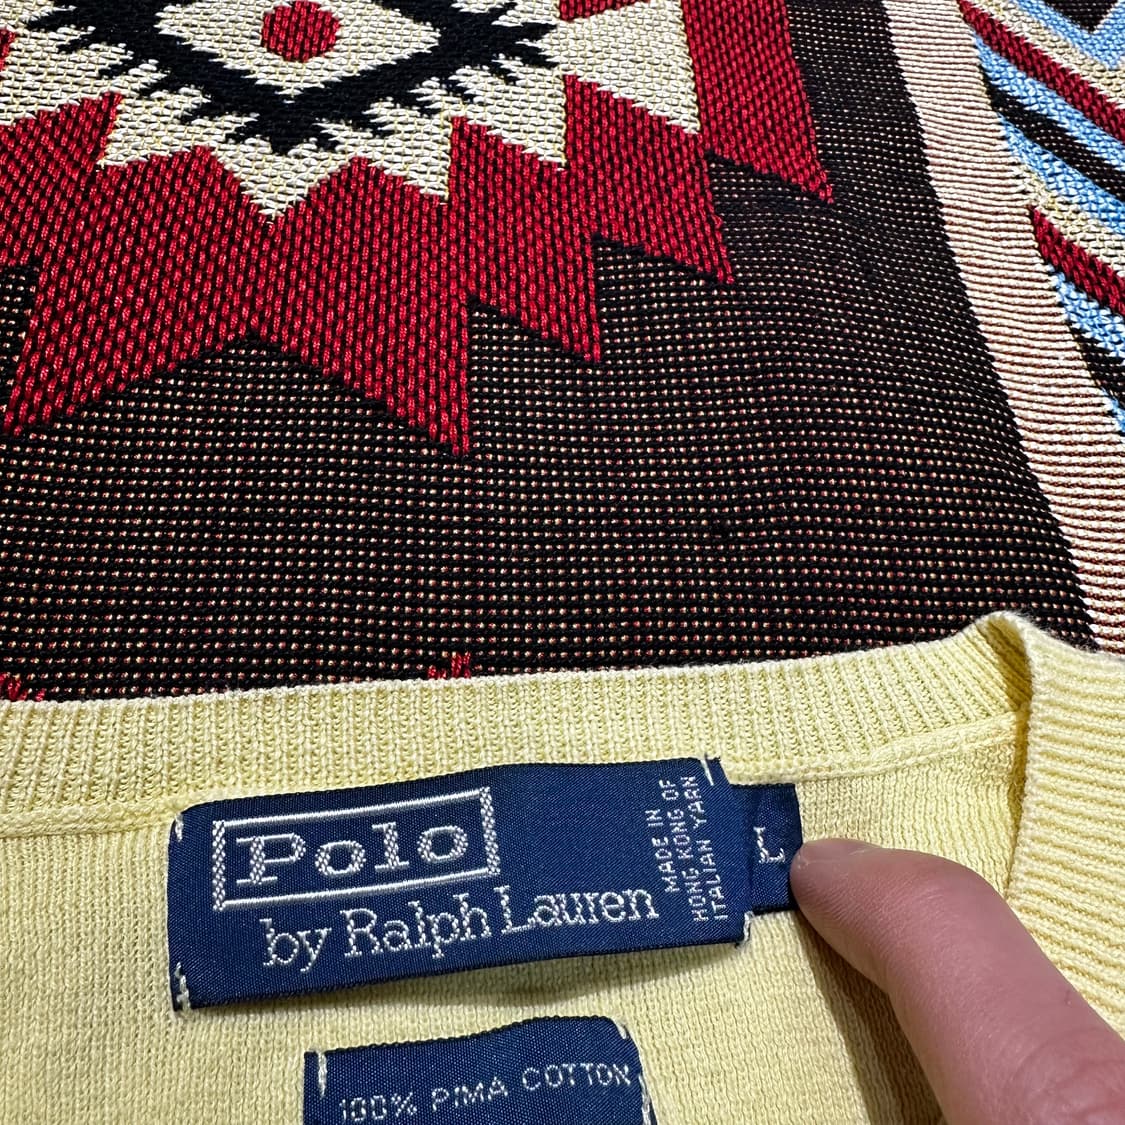 Polo
by Ralph Lauren
MADE IN
HONG KONG OF
ITALIAN YARN
L
100% PIMA COTTON